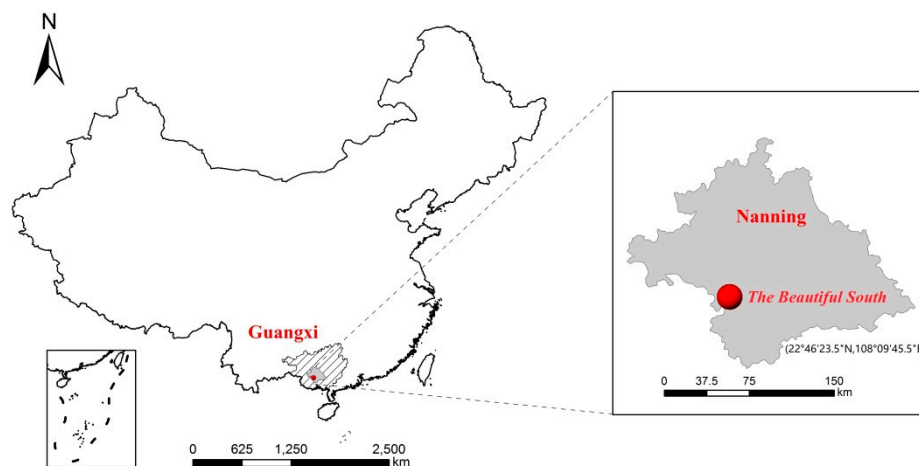 N
Guangxi
0 625 1,250 2,500
km
Nanning
The Beautiful South
(22°46'23.5"N,108°09'45.5"E
0 37.5 75 150
km